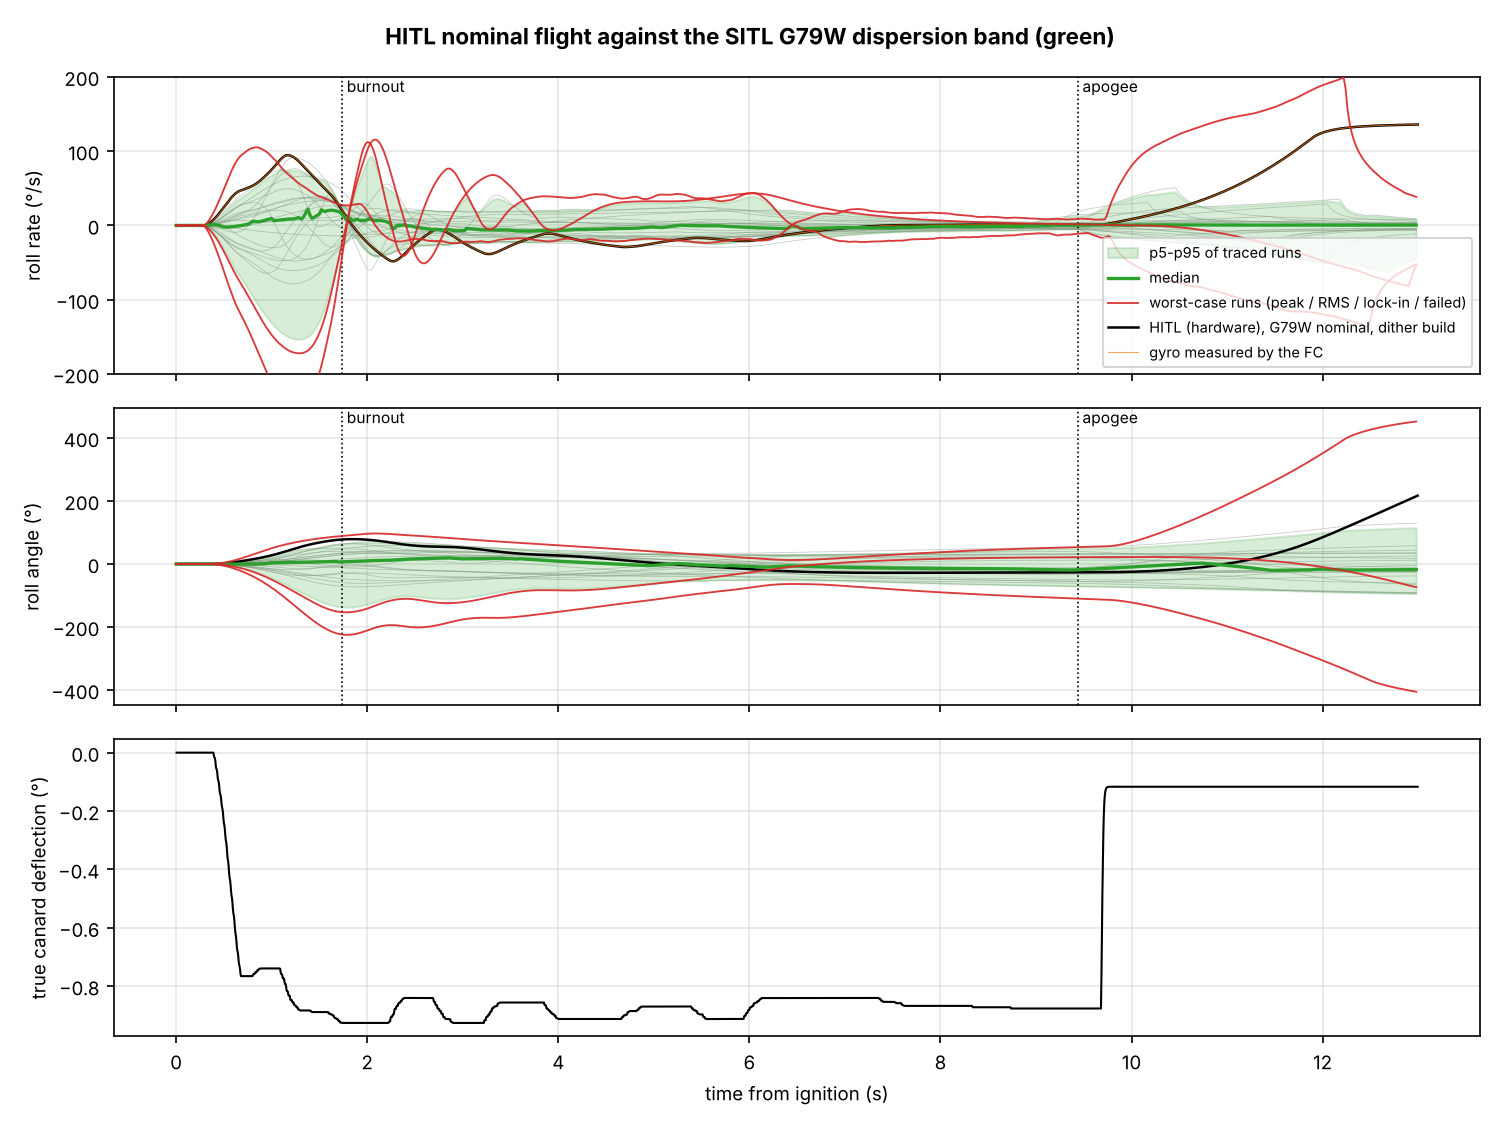 HITL nominal flight against the SITL G79W dispersion band (green)
roll rate (°/s)
200
100
0
−100
−200
burnout
apogee
p5-p95 of traced runs
median
worst-case runs (peak / RMS / lock-in / failed)
HITL (hardware), G79W nominal, dither build
gyro measured by the FC
roll angle (°)
400
200
0
−200
−400
burnout
apogee
true canard deflection (°)
0.0
−0.2
−0.4
−0.6
−0.8
0 2 4 6 8 10 12
time from ignition (s)